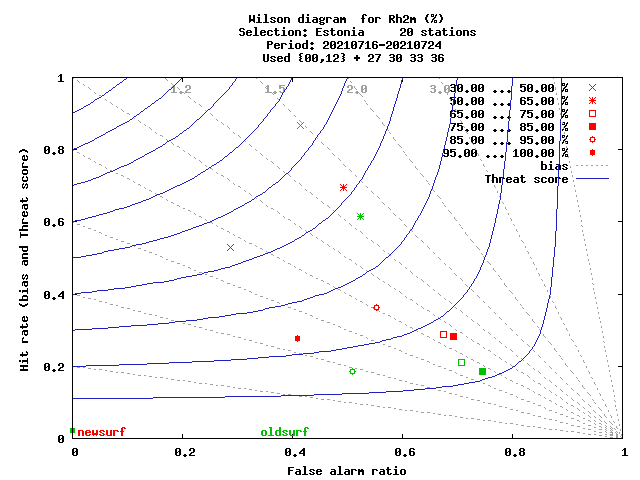 Wilson diagram  for Rh2m (%)
Selection: Estonia     20 stations
Period: 20210716-20210724
Used {00,12} + 27 30 33 36
1
0.8
0.6
0.4
0.2
0
Hit rate (bias and Threat score)
1.2
1.5
2.0
3.0
30.00 ... 50.00 %
50.00 ... 65.00 %
65.00 ... 75.00 %
75.00 ... 85.00 %
85.00 ... 95.00 %
95.00 ... 100.00 %
bias
Threat score
newsurf
oldsurf
0
0.2
0.4
0.6
0.8
1
False alarm ratio